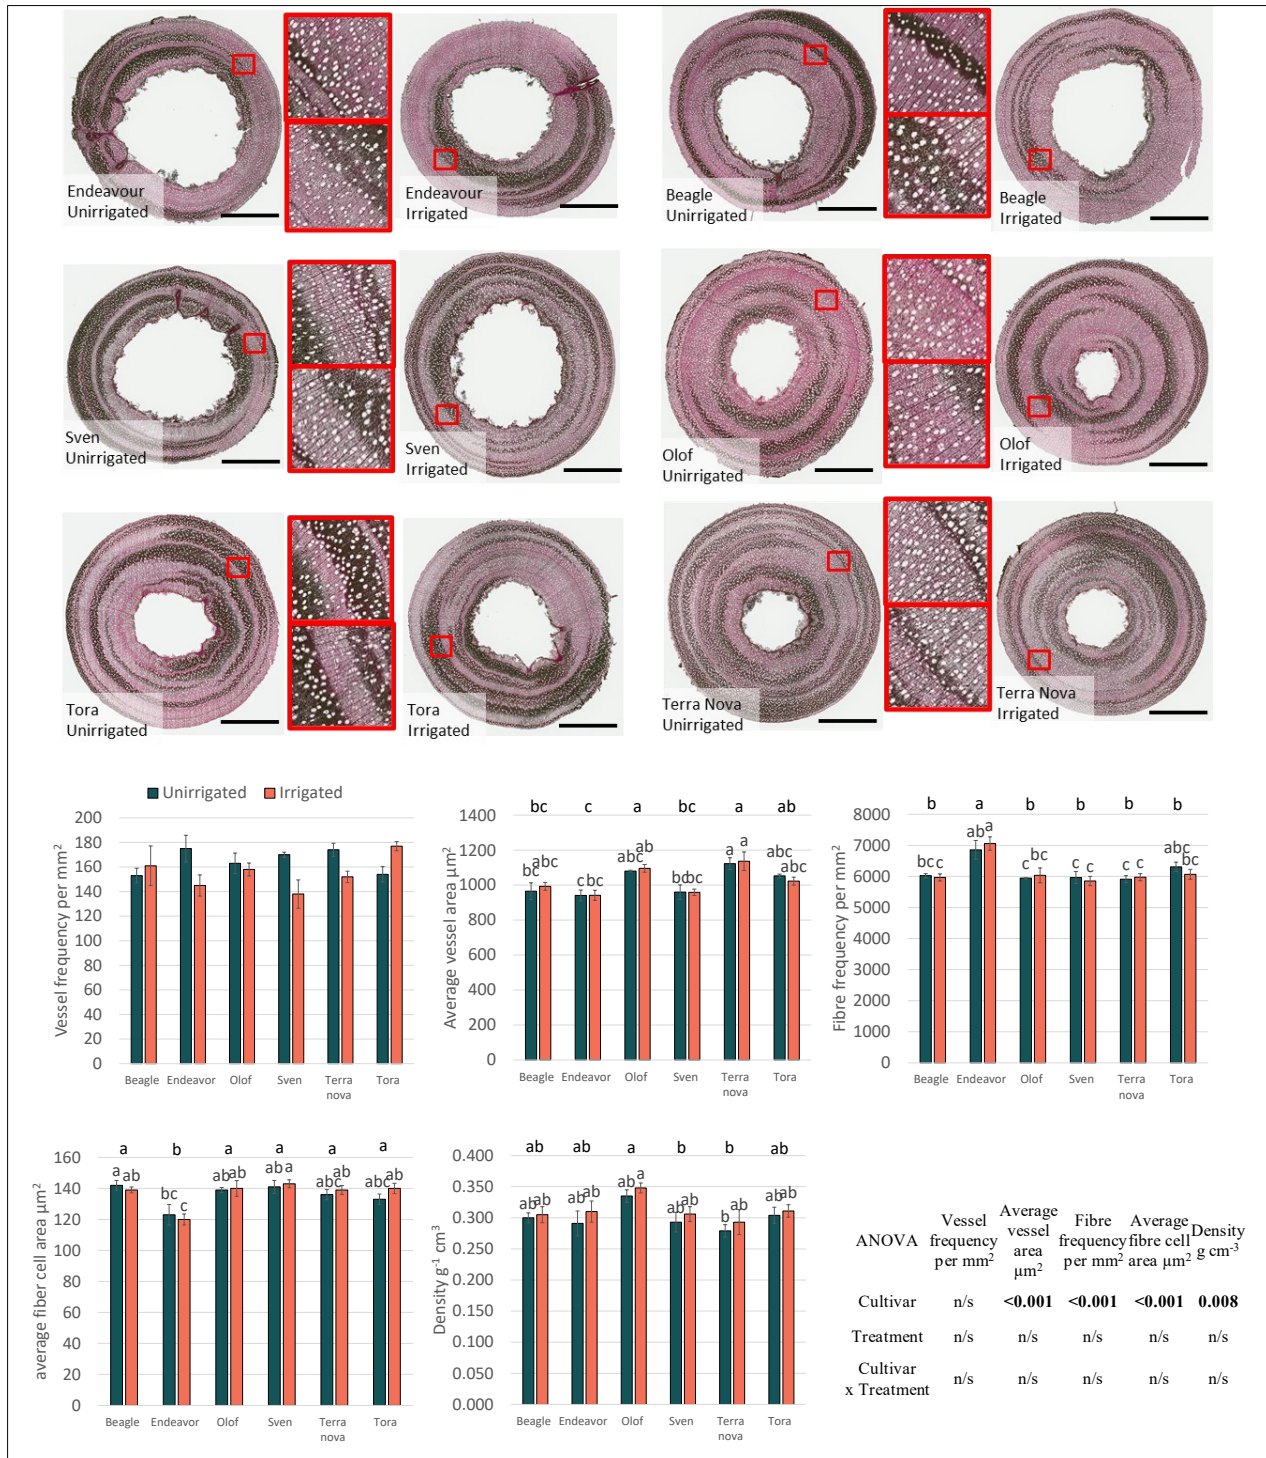 Endeavour
Unirrigated
Endeavour
Irrigated
Beagle
Unirrigated
Beagle
Irrigated
Sven
Unirrigated
Sven
Irrigated
Olof
Unirrigated
Olof
Irrigated
Tora
Unirrigated
Tora
Irrigated
Terra Nova
Unirrigated
Terra Nova
Irrigated
Unirrigated Irrigated
Vessel frequency per mm²
200
180
160
140
120
100
80
60
40
20
0
Beagle Endeavor Olof Sven Terra nova Tora
Average vessel area µm²
bc c a bc a ab
1400
1200
1000
800
600
400
200
0
bc abc c bc abc ab bc bc a a abc abc
Beagle Endeavor Olof Sven Terra nova Tora
Fibre frequency per mm²
b a b b b b
8000
7000
6000
5000
4000
3000
2000
1000
0
bc c ab a c bc c c c c abc bc
Beagle Endeavor Olof Sven Terra nova Tora
average fiber cell area µm²
a b a a a a
160
140
120
100
80
60
40
20
0
a ab bc c ab ab ab a abc ab abc ab
Beagle Endeavor Olof Sven Terra nova Tora
Density g⁻¹ cm³
ab ab a b b ab
0.400
0.350
0.300
0.250
0.200
0.150
0.100
0.050
0.000
ab ab ab ab ab a ab ab b ab ab ab
Beagle Endeavor Olof Sven Terra nova Tora
ANOVA Vessel frequency per mm² Average vessel area µm² Fibre frequency per mm² Average fibre cell area µm² Density g cm⁻³
Cultivar n/s <0.001 <0.001 <0.001 0.008
Treatment n/s n/s n/s n/s n/s
Cultivar x Treatment n/s n/s n/s n/s n/s